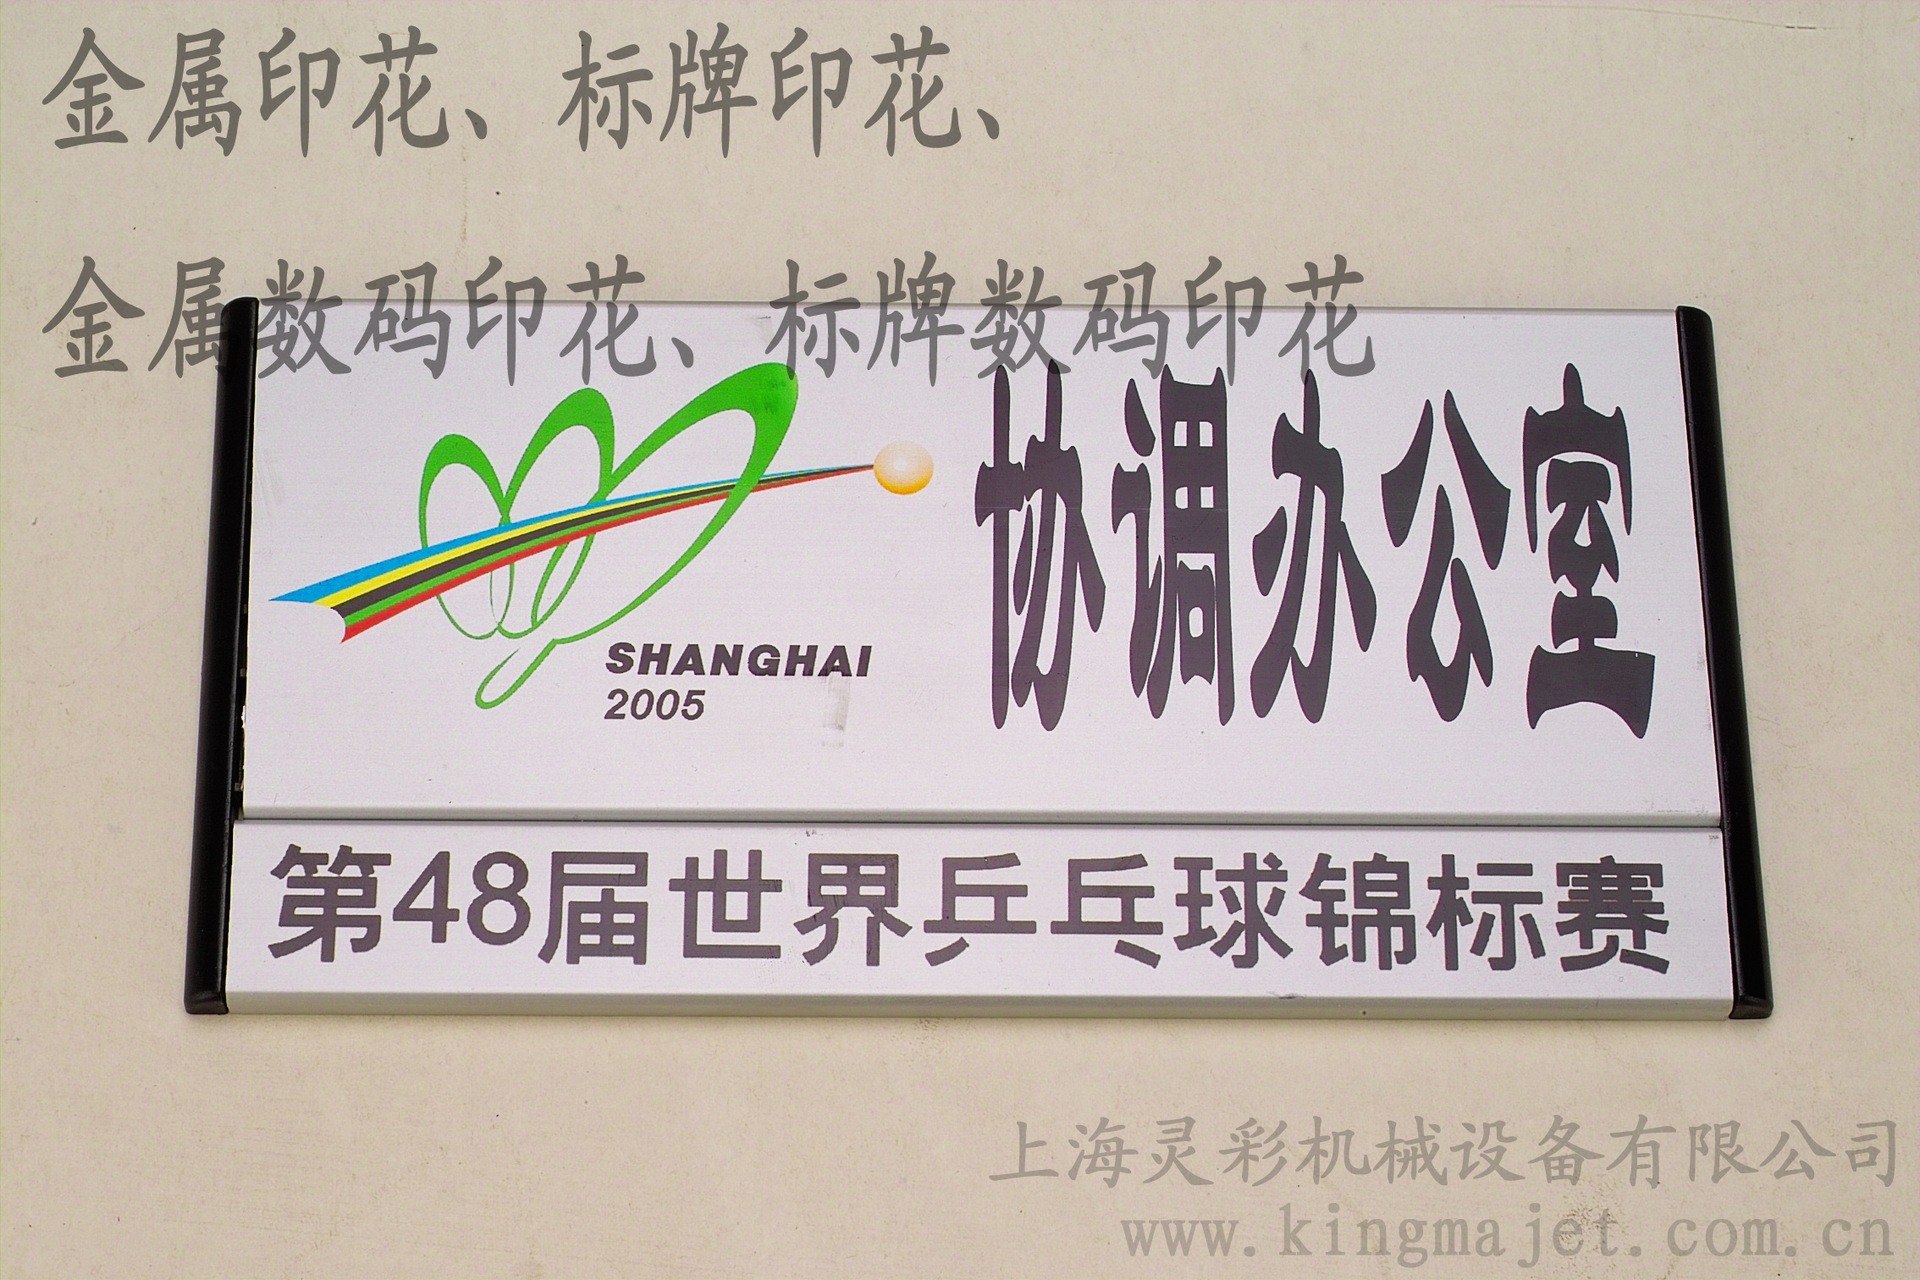 金属印花、标牌印花、
金属数码印花、标牌数码印花
协调办公室
SHANGHAI
2005
第48届世界乒乓球锦标赛
上海灵彩机械设备有限公司
www.kingmajet.com.cn